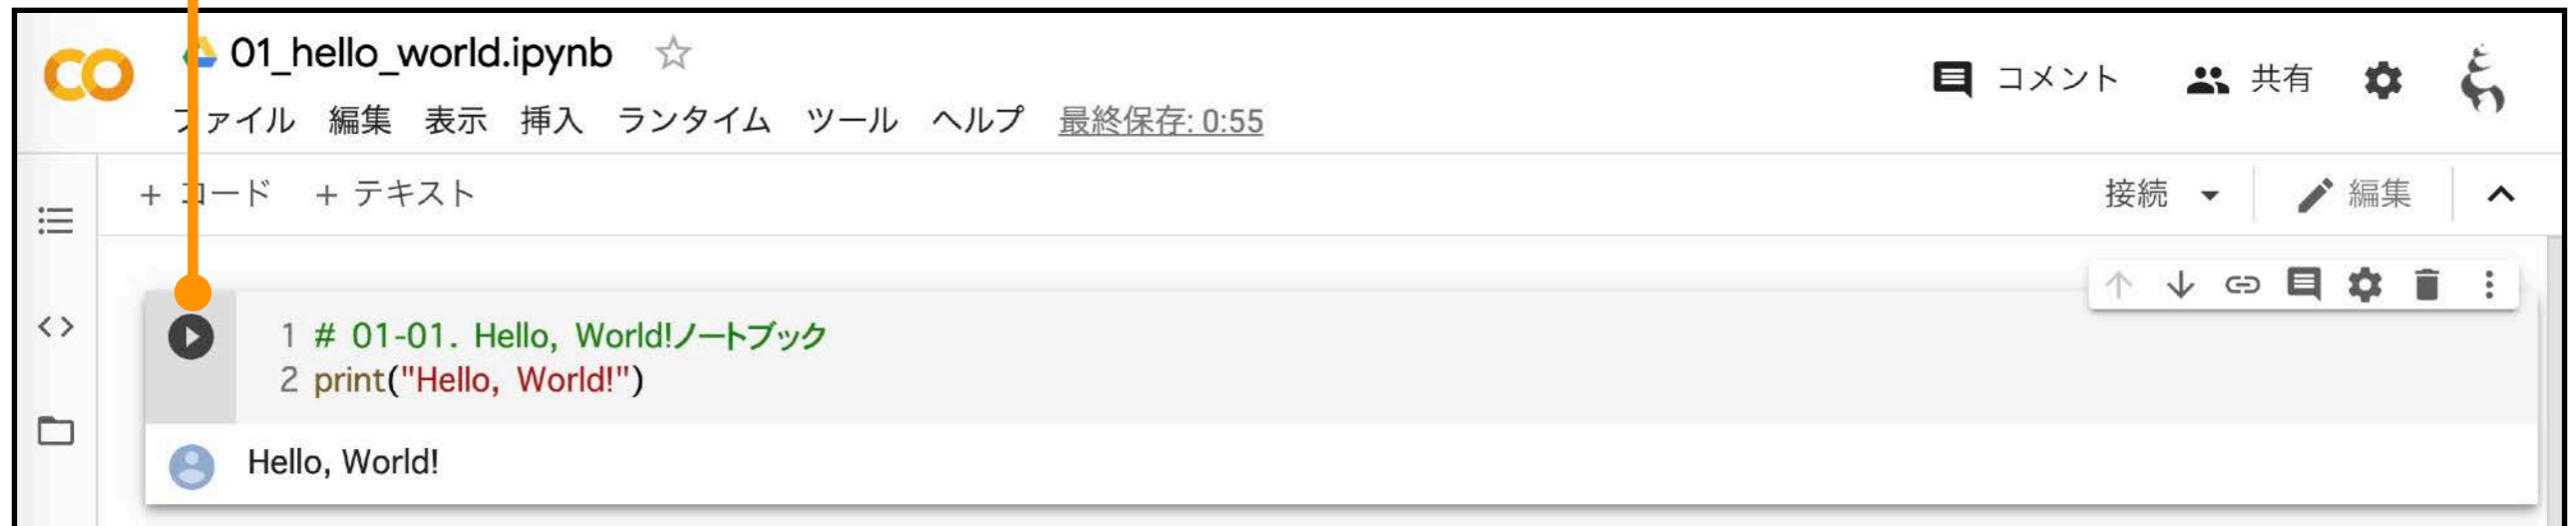 01_hello_world.ipynb
ファイル 編集 表示 挿入 ランタイム ツール ヘルプ 最終保存: 0:55
コメント 共有
+ コード + テキスト
接続 編集
1 # 01-01. Hello, World!ノートブック
2 print("Hello, World!")
Hello, World!